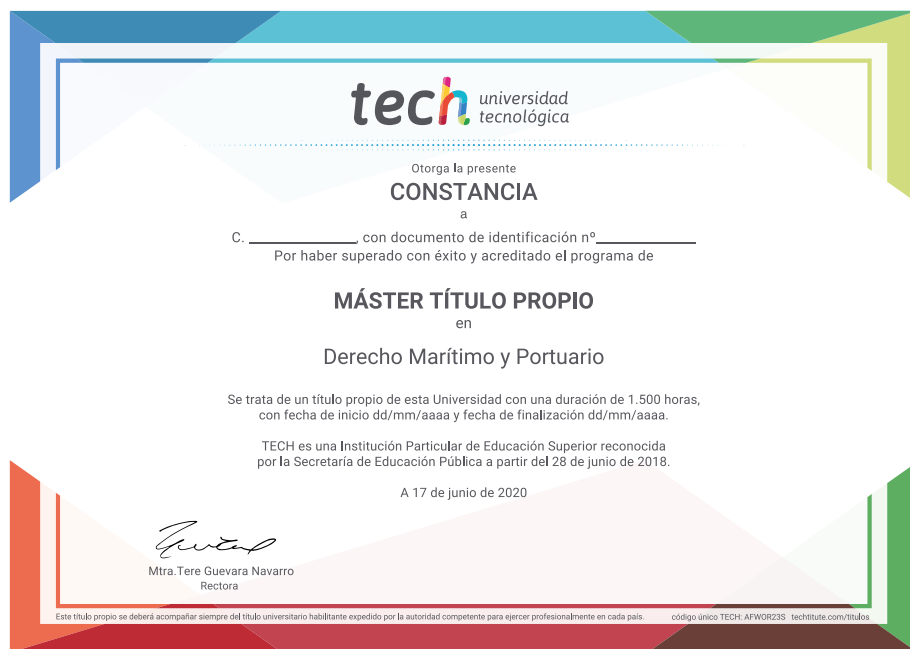 tech universidad
tecnológica
Otorga la presente
CONSTANCIA
a
C. ____________, con documento de identificación nº____________
Por haber superado con éxito y acreditado el programa de
MÁSTER TÍTULO PROPIO
en
Derecho Marítimo y Portuario
Se trata de un título propio de esta Universidad con una duración de 1.500 horas,
con fecha de inicio dd/mm/aaaa y fecha de finalización dd/mm/aaaa.
TECH es una Institución Particular de Educación Superior reconocida
por la Secretaría de Educación Pública a partir del 28 de junio de 2018.
A 17 de junio de 2020
Mtra.Tere Guevara Navarro
Rectora
Este título propio se deberá acompañar siempre del título universitario habilitante expedido por la autoridad competente para ejercer profesionalmente en cada país. código único TECH: AFWOR23S techtitute.com/titulos